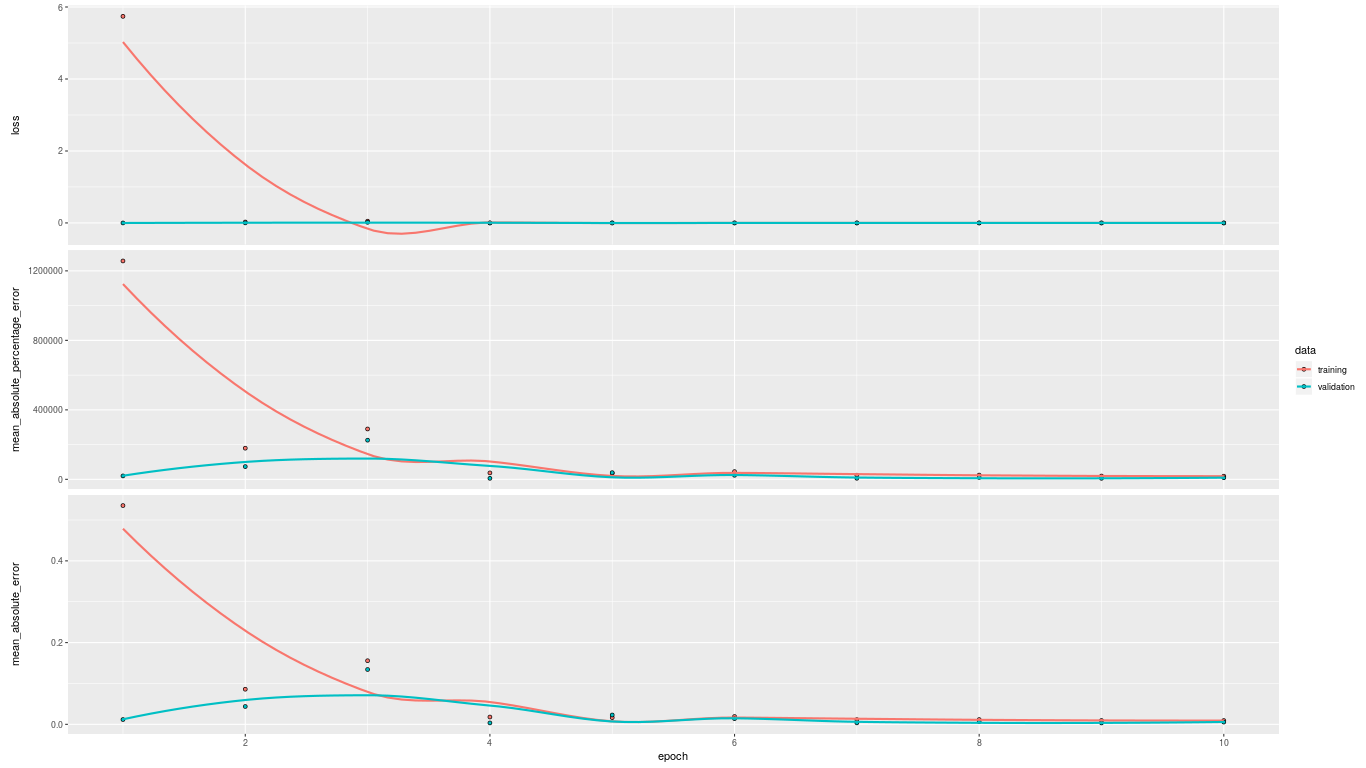 loss
6
4
2
0
mean_absolute_percentage_error
1200000
800000
400000
0
mean_absolute_error
0.4
0.2
0.0
2
4
6
8
10
epoch
data
training
validation